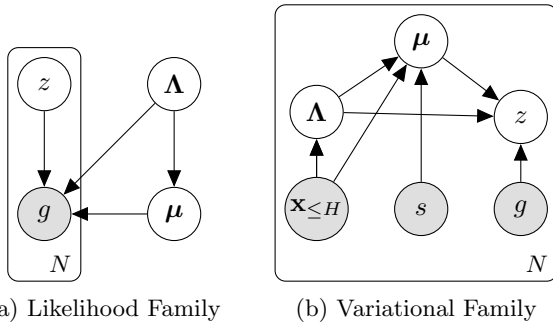 z
Λ
g
μ
N
a) Likelihood Family
μ
Λ
z
x≤H
s
g
N
(b) Variational Family